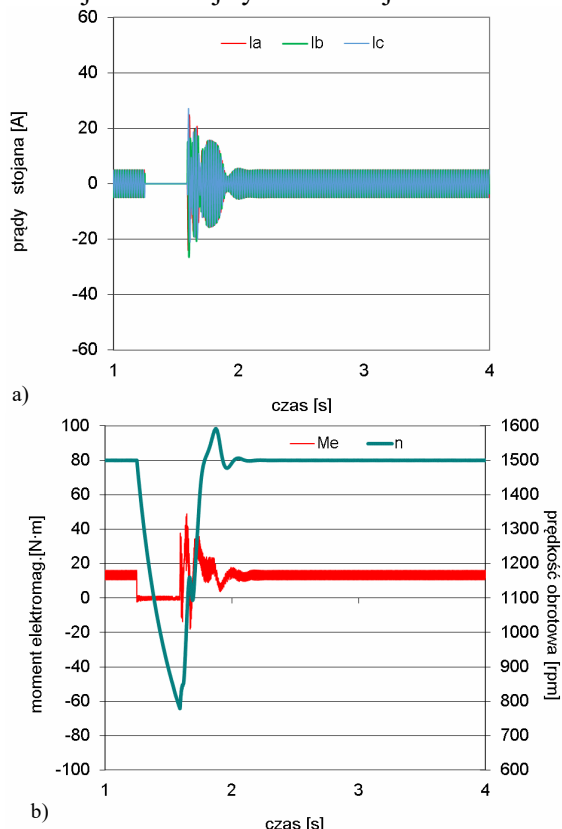 60
40
20
0
-20
-40
-60
Ia Ib Ic
prądy stojana [A]
1 2 3 4
a)
czas [s]
100
80
60
40
20
0
-20
-40
-60
-80
-100
Me n
moment elektromag.[N·m]
1600
1500
1400
1300
1200
1100
1000
900
800
700
600
prędkość obrotowa [rpm]
1 2 3 4
b)
czas [s]